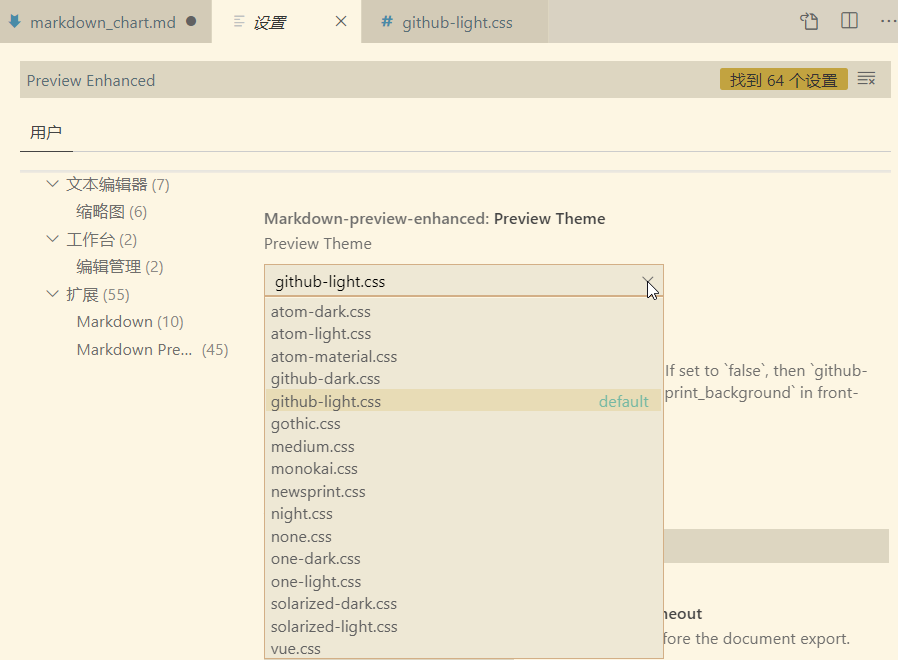 markdown_chart.md
设置
# github-light.css
Preview Enhanced
找到 64 个设置
用户
文本编辑器 (7)
缩略图 (6)
工作台 (2)
编辑管理 (2)
扩展 (55)
Markdown (10)
Markdown Pre... (45)
Markdown-preview-enhanced: Preview Theme
Preview Theme
github-light.css
atom-dark.css
atom-light.css
atom-material.css
github-dark.css
github-light.css default
gothic.css
medium.css
monokai.css
newsprint.css
night.css
none.css
one-dark.css
one-light.css
solarized-dark.css
solarized-light.css
vue.css
If set to `false`, then `github-
print_background` in front-
meout
fore the document export.